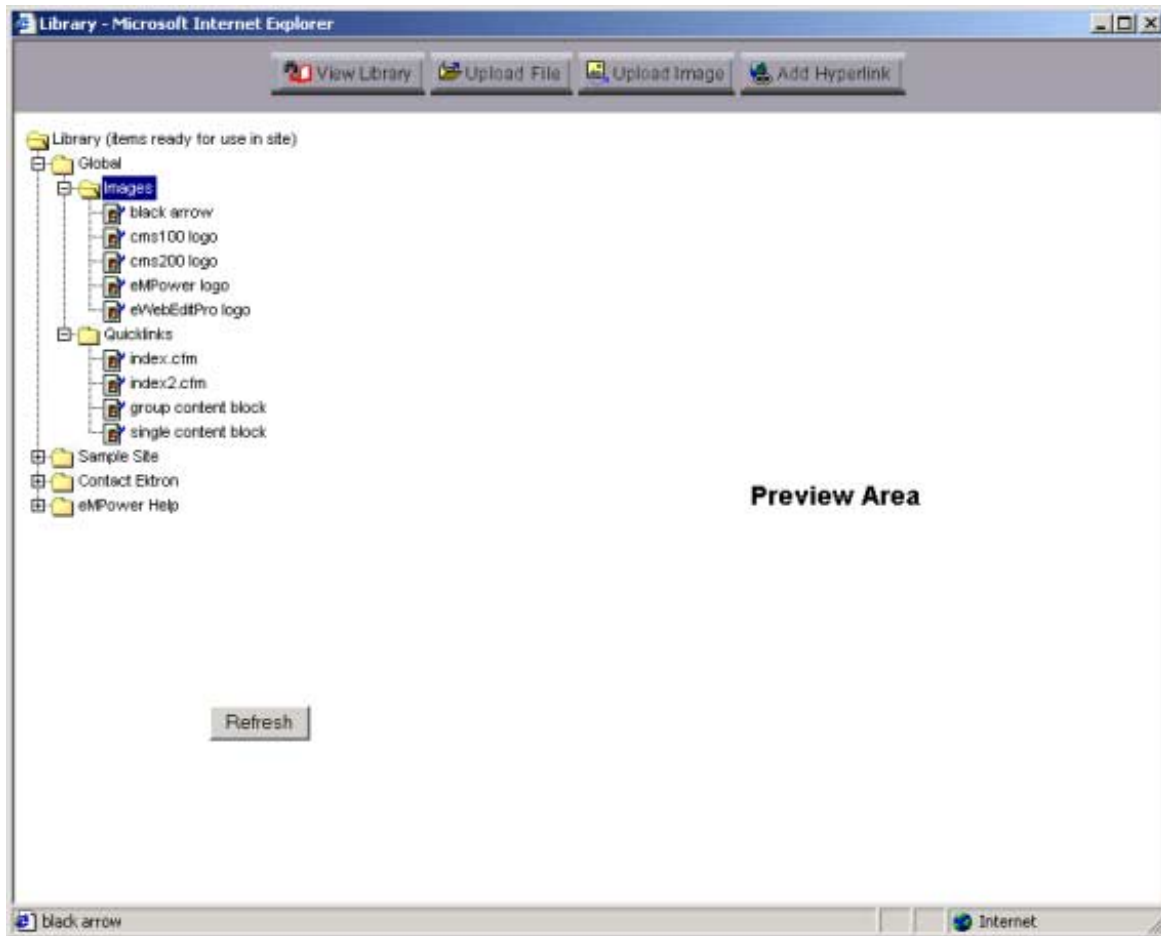 Library - Microsoft Internet Explorer
View Library Upload File Upload Image Add Hyperlink
Library (items ready for use in site)
Global
Images
black arrow
cms100 logo
cms200 logo
eMPower logo
eWebEditPro logo
Quicklinks
index.cfm
index2.cfm
group content block
single content block
Sample Site
Contact Ektron
eMPower Help
Preview Area
Refresh
black arrow Internet